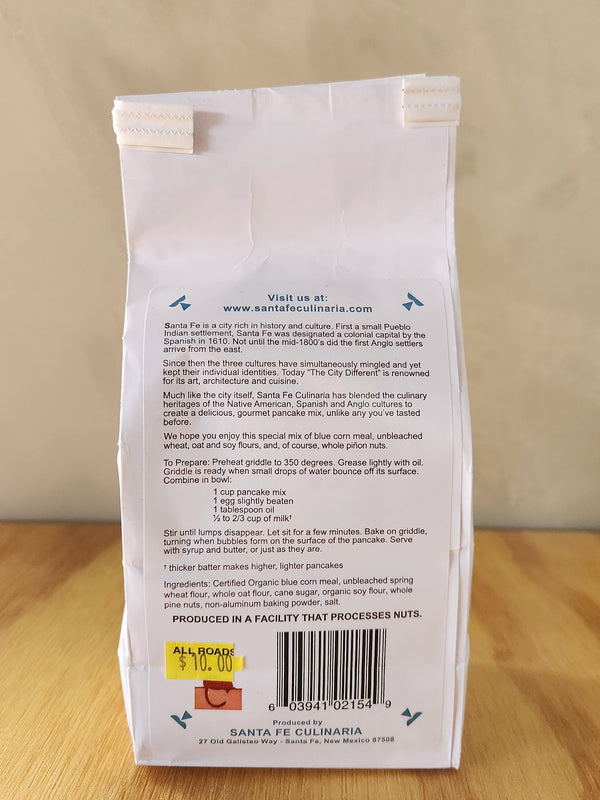 Visit us at:
www.santafeculinaria.com
Santa Fe is a city rich in history and culture. First a small Pueblo
Indian settlement, Santa Fe was designated a colonial capital by the
Spanish in 1610. Not until the mid-1800's did the first Anglo settlers
arrive from the east.
Since then the three cultures have simultaneously mingled and yet
kept their individual identities. Today "The City Different" is renowned
for its art, architecture and cuisine.
Much like the city itself, Santa Fe Culinaria has blended the culinary
heritages of the Native American, Spanish and Anglo cultures to
create a delicious, gourmet pancake mix, unlike any you've tasted
before.
We hope you enjoy this special mix of blue corn meal, unbleached
wheat, oat and soy flours, and, of course, whole piñon nuts.
To Prepare: Preheat griddle to 350 degrees. Grease lightly with oil.
Griddle is ready when small drops of water bounce off its surface.
Combine in bowl:
1 cup pancake mix
1 egg slightly beaten
1 tablespoon oil
½ to 2/3 cup of milk†
Stir until lumps disappear. Let sit for a few minutes. Bake on griddle,
turning when bubbles form on the surface of the pancake. Serve
with syrup and butter, or just as they are.
† thicker batter makes higher, lighter pancakes
Ingredients: Certified Organic blue corn meal, unbleached spring
wheat flour, whole oat flour, cane sugar, organic soy flour, whole
pine nuts, non-aluminum baking powder, salt.
PRODUCED IN A FACILITY THAT PROCESSES NUTS.
ALL ROADS
$10.00
6 03941 02154 9
Produced by
SANTA FE CULINARIA
27 Old Galisteo Way - Santa Fe, New Mexico 87508